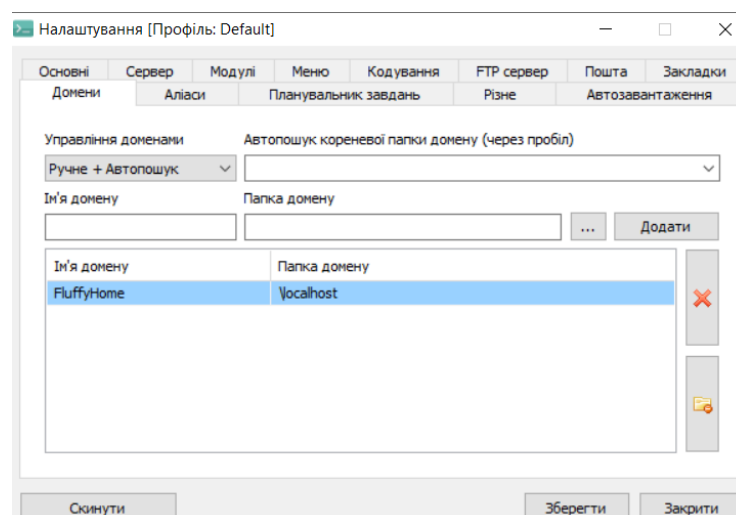 Налаштування [Профіль: Default]
Основні Сервер Модулі Меню Кодування FTP сервер Пошта Закладки
Домени Аліаси Планувальник завдань Різне Автозавантаження
Управління доменами Автопошук кореневої папки домену (через пробіл)
Ручне + Автопошук
Ім'я домену Папка домену
... Додати
Ім'я домену Папка домену
FluffyHome \localhost
Скинути Зберегти Закрити